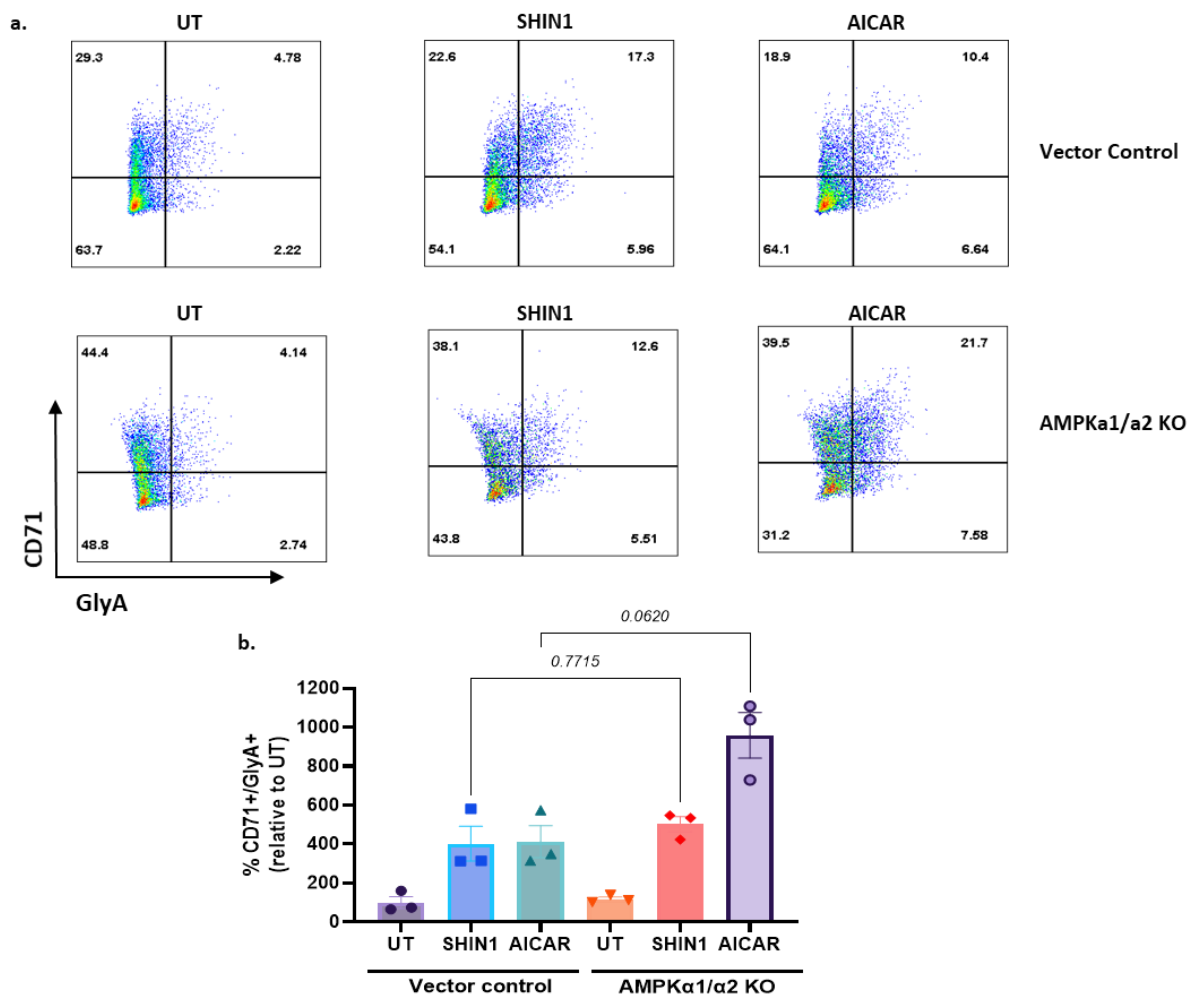 a.
UT
SHIN1
AICAR
29.3
4.78
22.6
17.3
18.9
10.4
Vector Control
63.7
2.22
54.1
5.96
64.1
6.64
UT
SHIN1
AICAR
44.4
4.14
38.1
12.6
39.5
21.7
AMPKa1/a2 KO
48.8
2.74
43.8
5.51
31.2
7.58
CD71
GlyA
b.
0.0620
0.7715
% CD71+/GlyA+
(relative to UT)
1200
1000
800
600
400
200
0
UT SHIN1 AICAR UT SHIN1 AICAR
Vector control AMPKα1/α2 KO